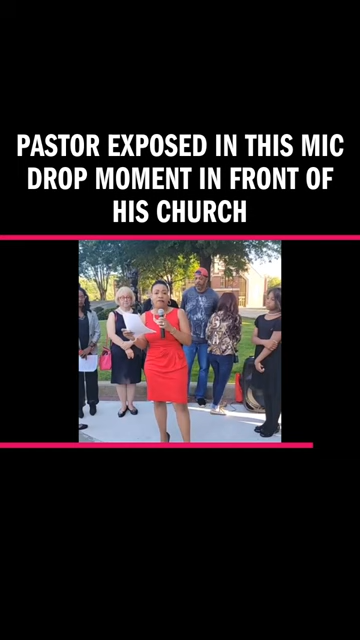 PASTOR EXPOSED IN THIS MIC
DROP MOMENT IN FRONT OF
HIS CHURCH